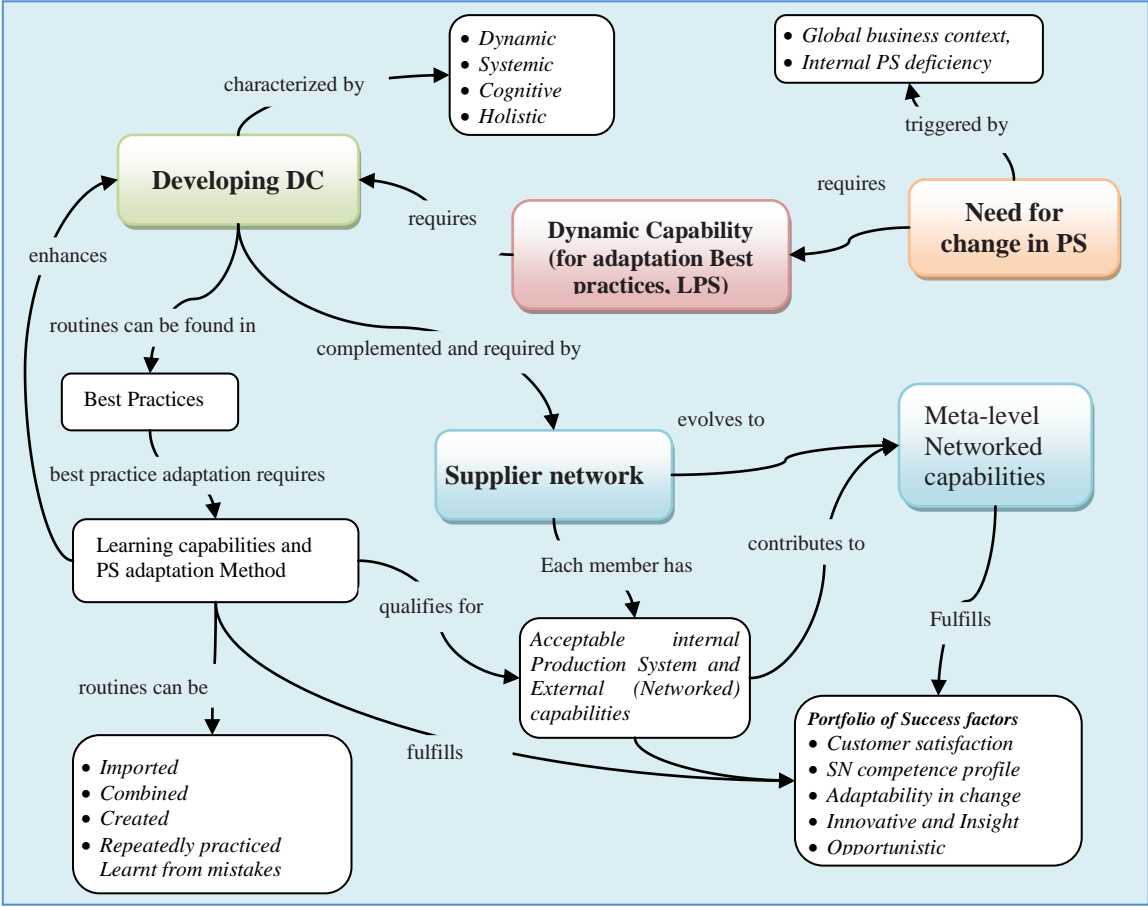 Dynamic
Systemic
Cognitive
Holistic
Global business context,
Internal PS deficiency
characterized by
triggered by
Developing DC
requires
Need for
change in PS
requires
Dynamic Capability
(for adaptation Best
practices, LPS)
enhances
routines can be found in
complemented and required by
Best Practices
evolves to
Meta-level
Networked
capabilities
Supplier network
best practice adaptation requires
Learning capabilities and
PS adaptation Method
contributes to
Each member has
qualifies for
Fulfills
Acceptable internal
Production System and
External (Networked)
capabilities
routines can be
fulfills
Portfolio of Success factors
Customer satisfaction
SN competence profile
Adaptability in change
Innovative and Insight
Opportunistic
Imported
Combined
Created
Repeatedly practiced
Learnt from mistakes